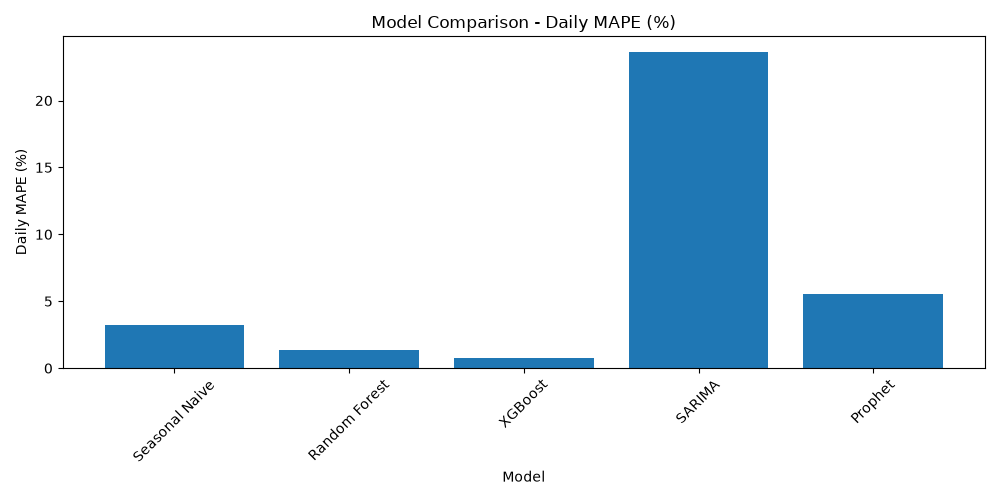 Model Comparison - Daily MAPE (%)
Daily MAPE (%)
20
15
10
5
0
Seasonal Naive
Random Forest
XGBoost
SARIMA
Prophet
Model